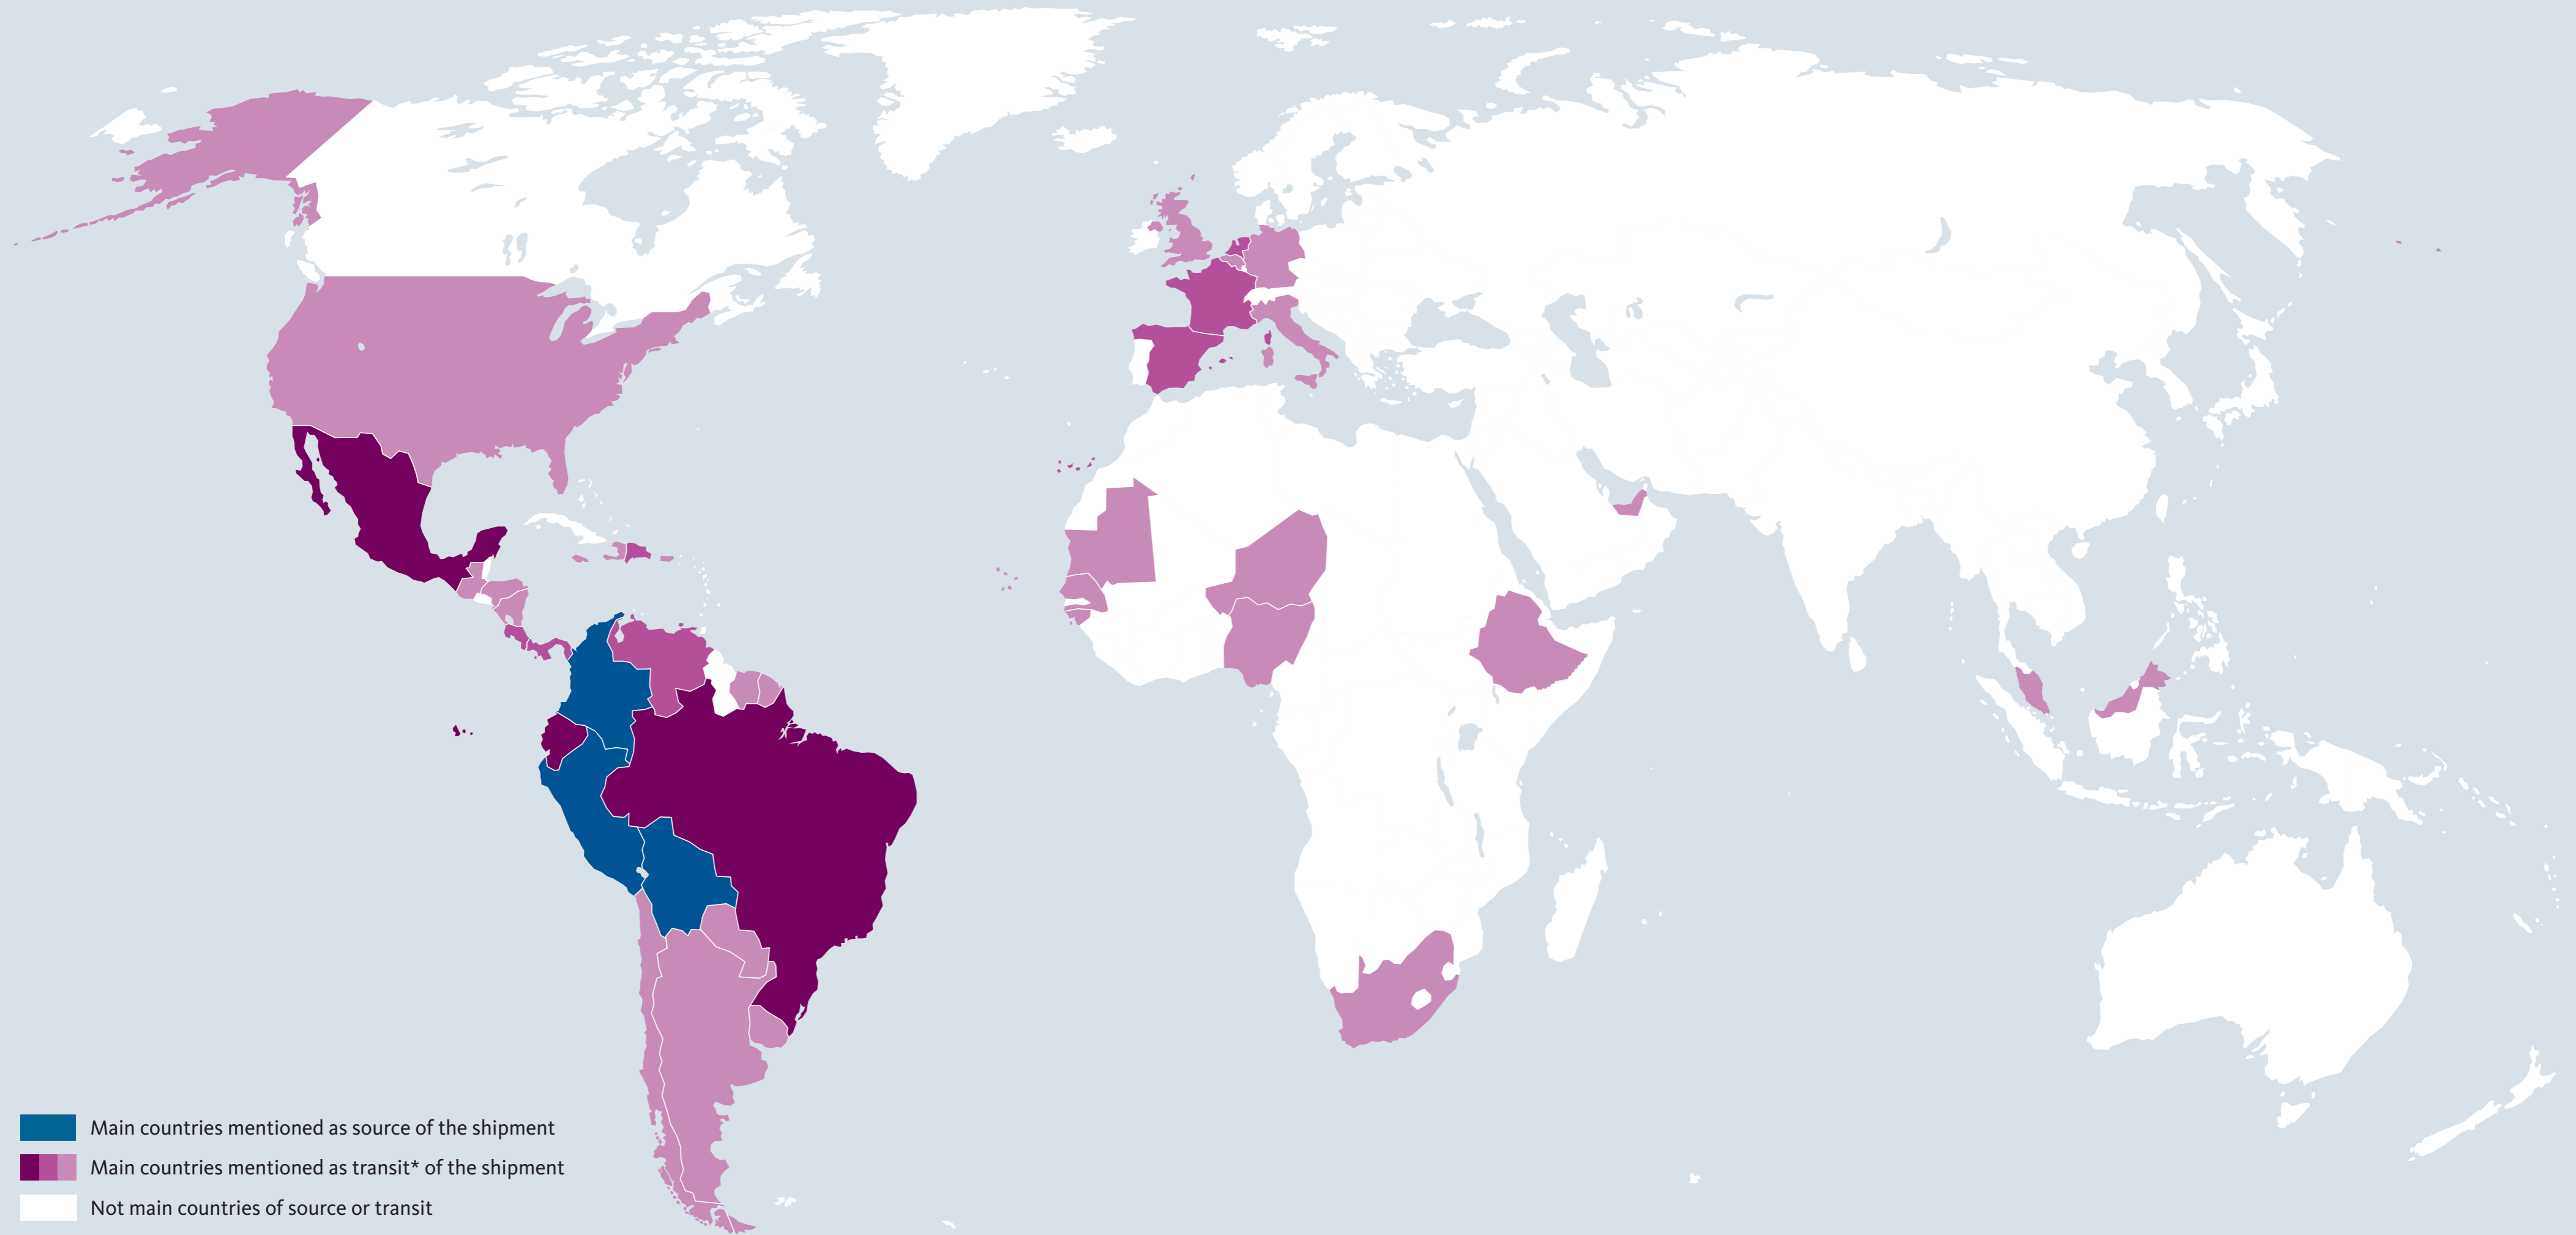 Main countries mentioned as source of the shipment
Main countries mentioned as transit* of the shipment
Not main countries of source or transit